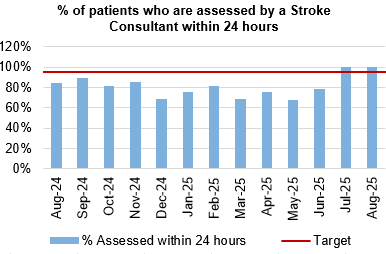 % of patients who are assessed by a Stroke
Consultant within 24 hours
120%
100%
80%
60%
40%
20%
0%
Aug-24
Sep-24
Oct-24
Nov-24
Dec-24
Jan-25
Feb-25
Mar-25
Apr-25
May-25
Jun-25
Jul-25
Aug-25
% Assessed within 24 hours
Target